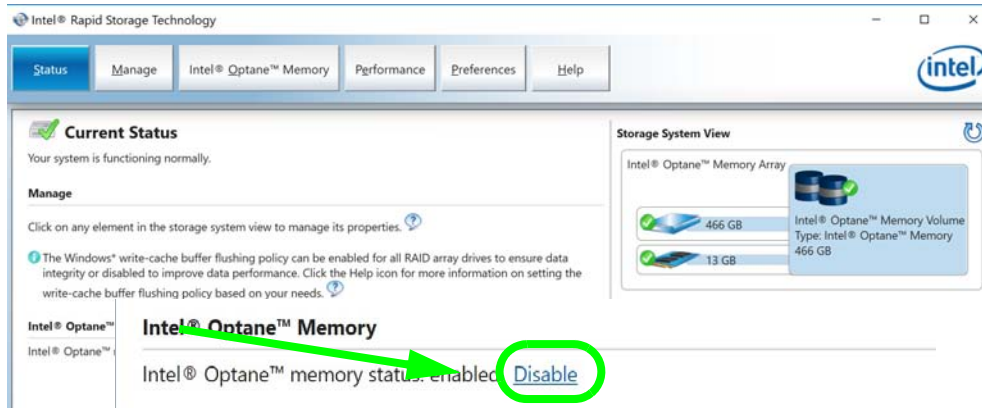 Intel® Rapid Storage Technology
Status Manage Intel® Optane™ Memory Performance Preferences Help
intel
Current Status
Your system is functioning normally.
Manage
Click on any element in the storage system view to manage its properties.
The Windows* write-cache buffer flushing policy can be enabled for all RAID array drives to ensure data
integrity or disabled to improve data performance. Click the Help icon for more information on setting the
write-cache buffer flushing policy based on your needs.
Storage System View
Intel® Optane™ Memory Array
466 GB
13 GB
Intel® Optane™ Memory Volume
Type: Intel® Optane™ Memory
466 GB
Intel® Optane™
Intel® Optane™
Intel® Optane™ Memory
Intel® Optane™ memory status: enabled Disable